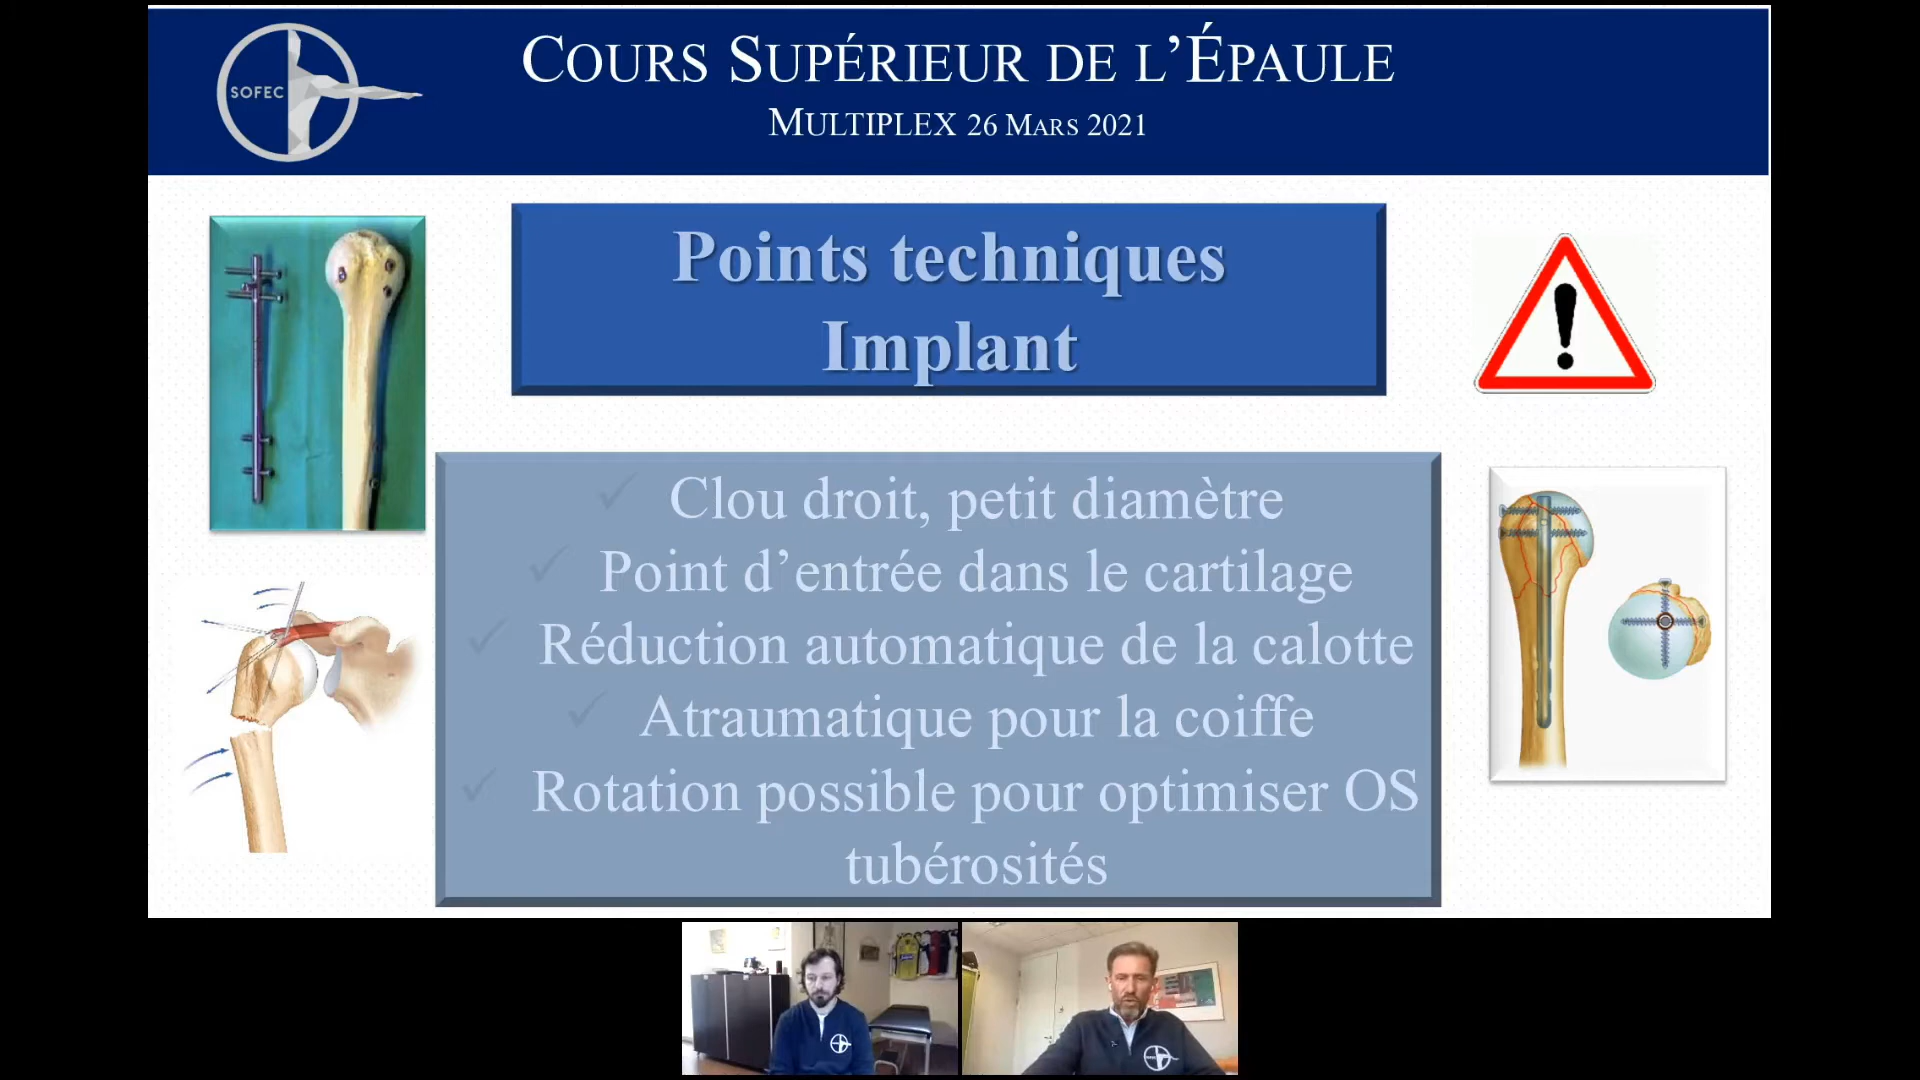 SOFEC
COURS SUPÉRIEUR DE L’ÉPAULE
MULTIPLEX 26 MARS 2021
Points techniques
Implant
Clou droit, petit diamètre
Point d’entrée dans le cartilage
Réduction automatique de la calotte
Atraumatique pour la coiffe
Rotation possible pour optimiser OS
tubérosités